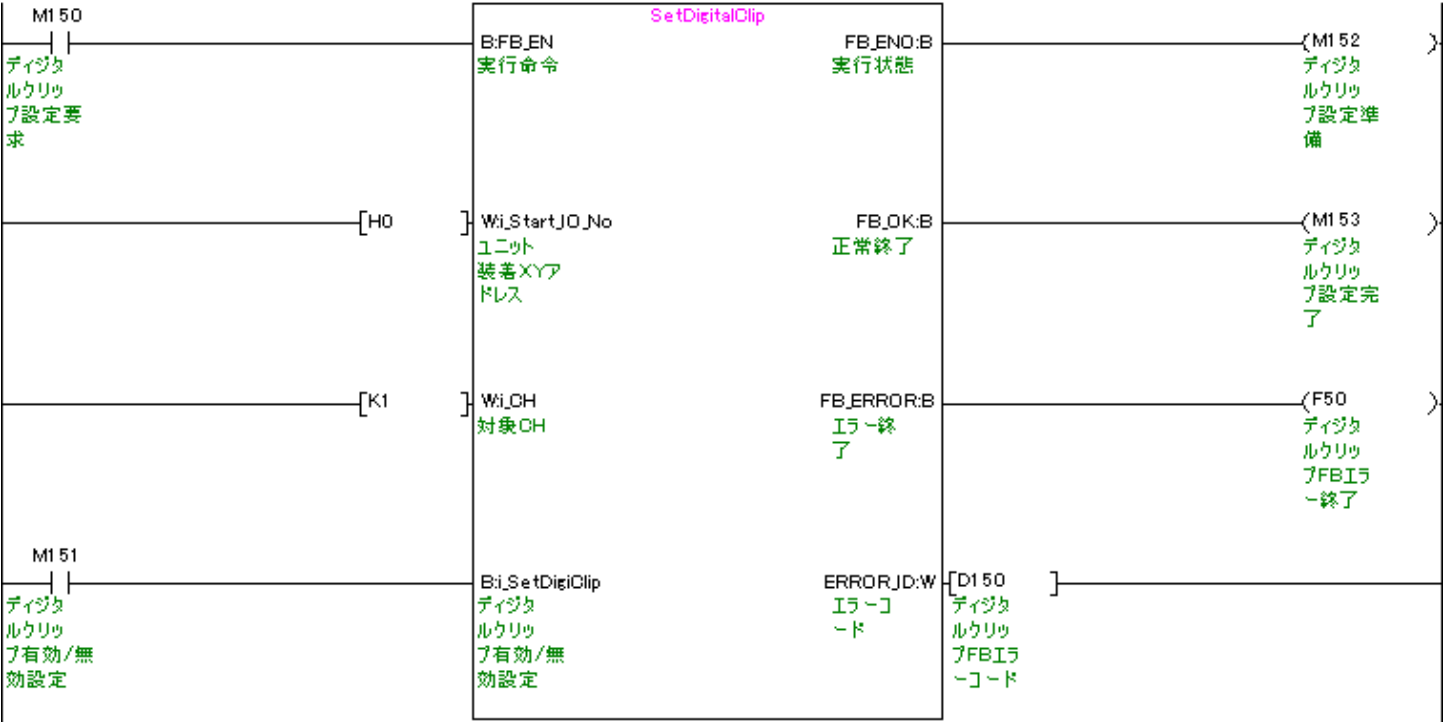 SetDigitalClip
M150
ディジタ
ルクリッ
プ設定要
求
B:FB_EN
実行命令
FB_ENO:B
実行状態
M152
ディジタ
ルクリッ
プ設定準
備
H0
W:i_Start_IO_No
ユニット
装着XYア
ドレス
FB_OK:B
正常終了
M153
ディジタ
ルクリッ
プ設定完
了
K1
W:i_CH
対象CH
FB_ERROR:B
エラー終
了
F50
ディジタ
ルクリッ
プFBエラ
ー終了
M151
ディジタ
ルクリッ
プ有効/無
効設定
B:i_SetDigiClip
ディジタ
ルクリッ
プ有効/無
効設定
ERROR_ID:W
エラーコ
ード
D150
ディジタ
ルクリッ
プFBエラ
ーコード